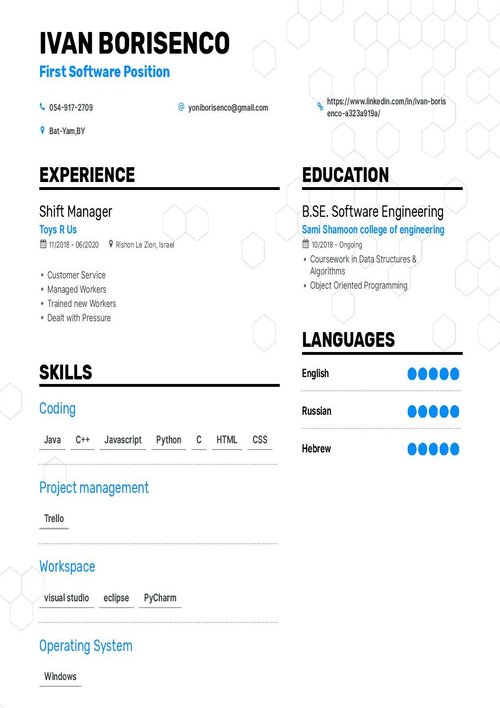 IVAN BORISENCO
First Software Position
054-917-2709
yoniborisenco@gmail.com
https://www.linkedin.com/in/ivan-boris
enco-a323a919a/
Bat-Yam,BY
EXPERIENCE
Shift Manager
Toys R Us
11/2018 - 06/2020
Rishon Le Zion, Israel
• Customer Service
• Managed Workers
• Trained new Workers
• Dealt with Pressure
SKILLS
Coding
Java C++ Javascript Python C HTML CSS
Project management
Trello
Workspace
visual studio eclipse PyCharm
Operating System
Windows
EDUCATION
B.SE. Software Engineering
Sami Shamoon college of engineering
10/2018 - Ongoing
• Coursework in Data Structures &
Algorithms
• Object Oriented Programming
LANGUAGES
English
Russian
Hebrew